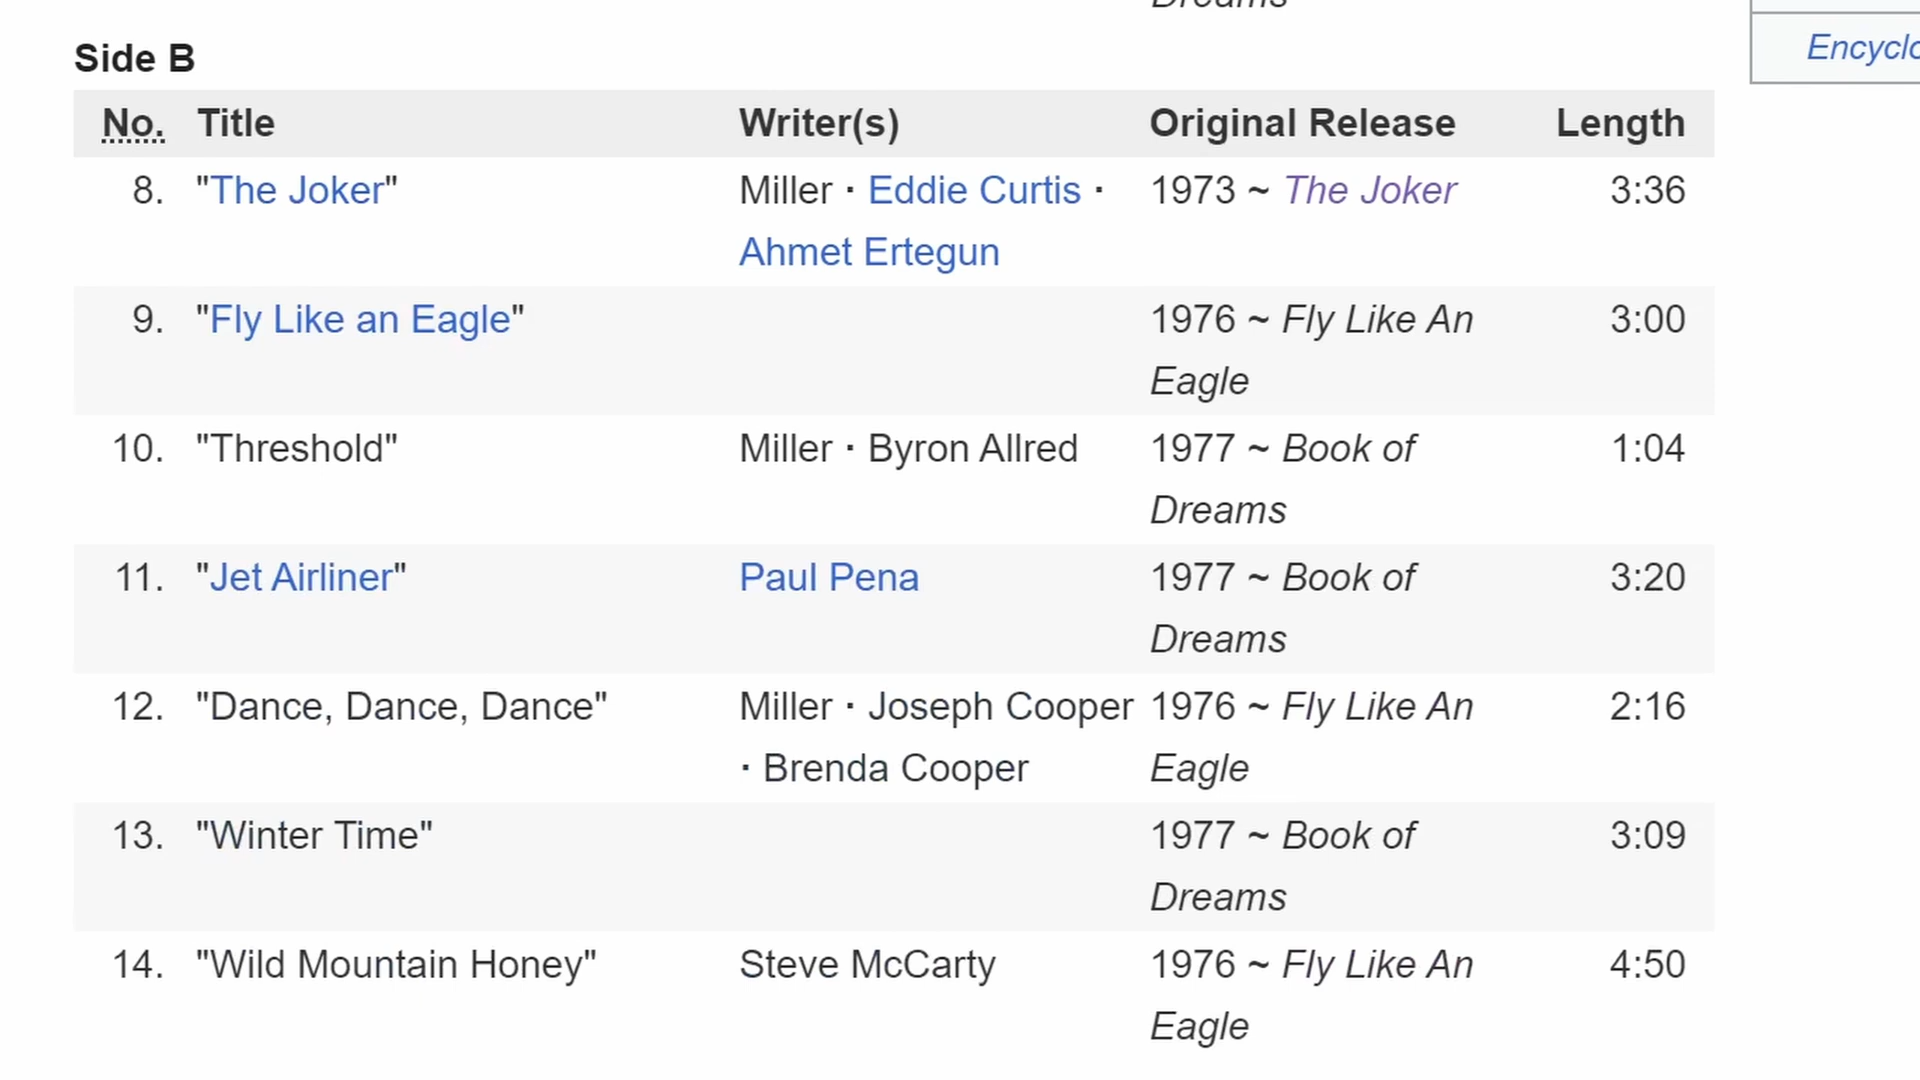 Dreams
Encyclo
Side B
No. Title Writer(s) Original Release Length
8. "The Joker" Miller · Eddie Curtis · 1973 ~ The Joker 3:36
Ahmet Ertegun
9. "Fly Like an Eagle" 1976 ~ Fly Like An 3:00
Eagle
10. "Threshold" Miller · Byron Allred 1977 ~ Book of 1:04
Dreams
11. "Jet Airliner" Paul Pena 1977 ~ Book of 3:20
Dreams
12. "Dance, Dance, Dance" Miller · Joseph Cooper 1976 ~ Fly Like An 2:16
· Brenda Cooper Eagle
13. "Winter Time" 1977 ~ Book of 3:09
Dreams
14. "Wild Mountain Honey" Steve McCarty 1976 ~ Fly Like An 4:50
Eagle